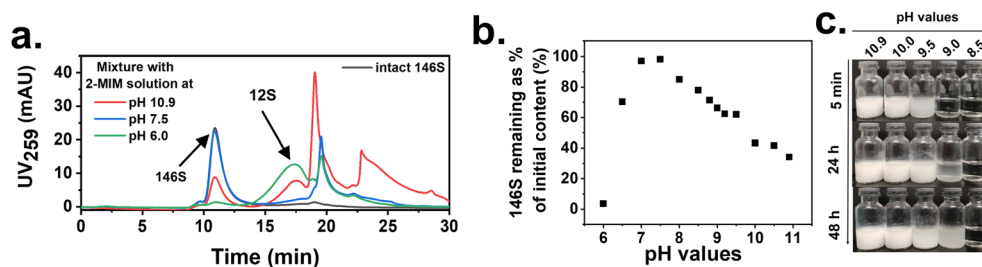 a.
Mixture with
2-MIM solution at
pH 10.9
pH 7.5
pH 6.0
intact 146S
12S
146S
UV259 (mAU)
40
30
20
10
0
0 5 10 15 20 25 30
Time (min)
b.
146S remaining as %
of initial content (%)
100
80
60
40
20
0
6 7 8 9 10 11
pH values
c.
pH values
10.9 10.0 9.5 9.0 8.5
5 min
24 h
48 h